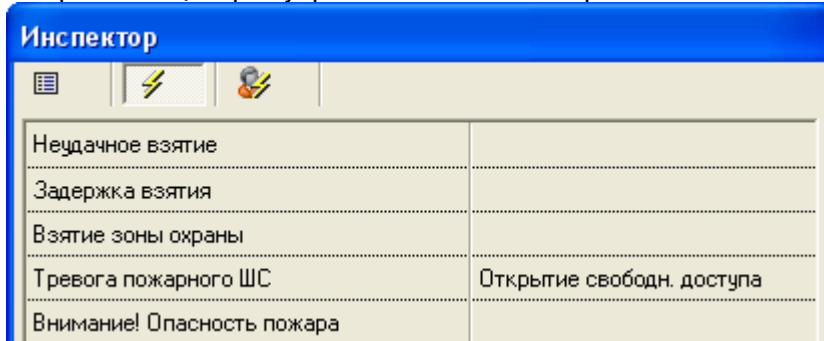 Инспектор
Неудачное взятие
Задержка взятия
Взятие зоны охраны
Тревога пожарного ШС Открытие свободн. доступа
Внимание! Опасность пожара